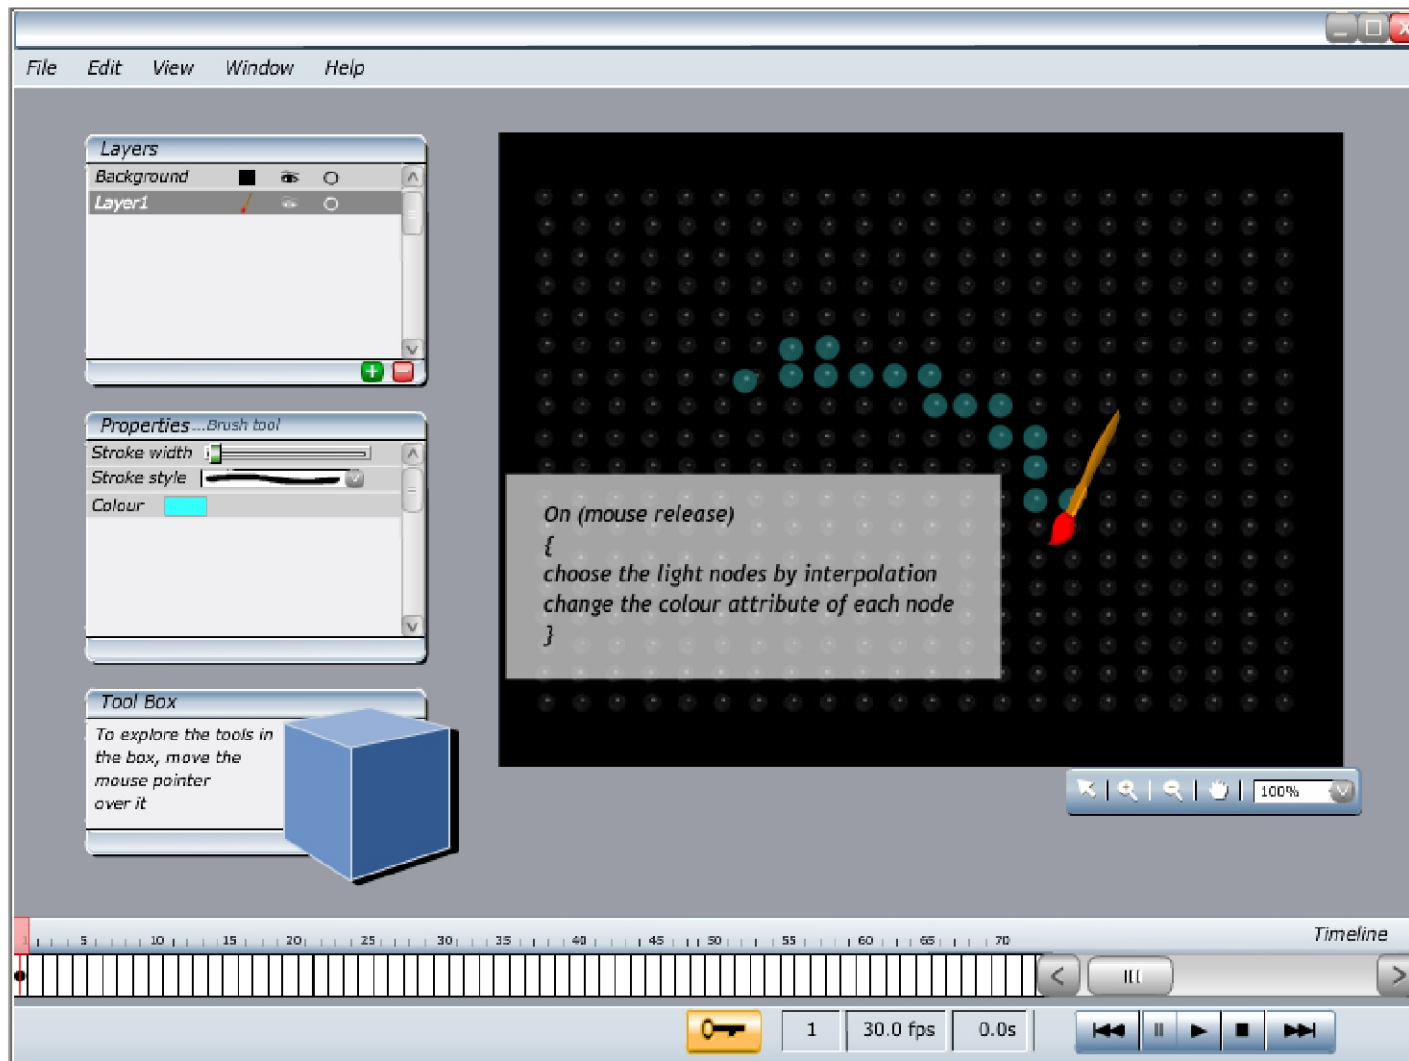 File Edit View Window Help
Layers
Background
Layer1
Properties ...Brush tool
Stroke width
Stroke style
Colour
On (mouse release)
{
choose the light nodes by interpolation
change the colour attribute of each node
}
Tool Box
To explore the tools in
the box, move the
mouse pointer
over it
100%
Timeline
1 5 10 15 20 25 30 35 40 45 50 55 60 65 70
1 30.0 fps 0.0s